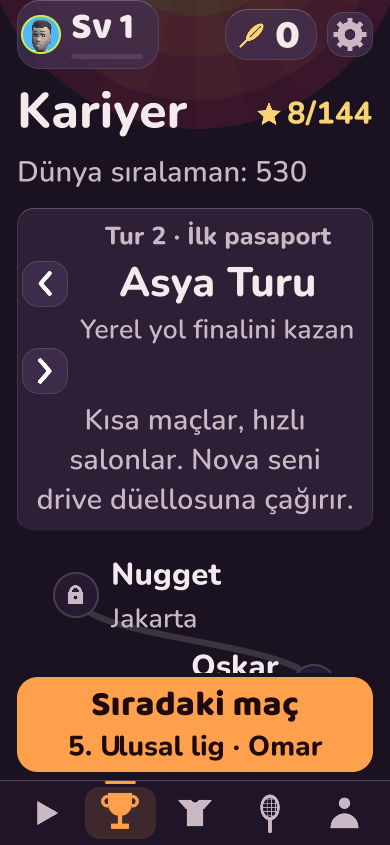 Sv 1
0
Kariyer
8/144
Dünya sıralaman: 530
Tur 2 · İlk pasaport
Asya Turu
Yerel yol finalini kazan
Kısa maçlar, hızlı
salonlar. Nova seni
drive düellosuna çağırır.
Nugget
Jakarta
Oskar
Sıradaki maç
5. Ulusal lig · Omar